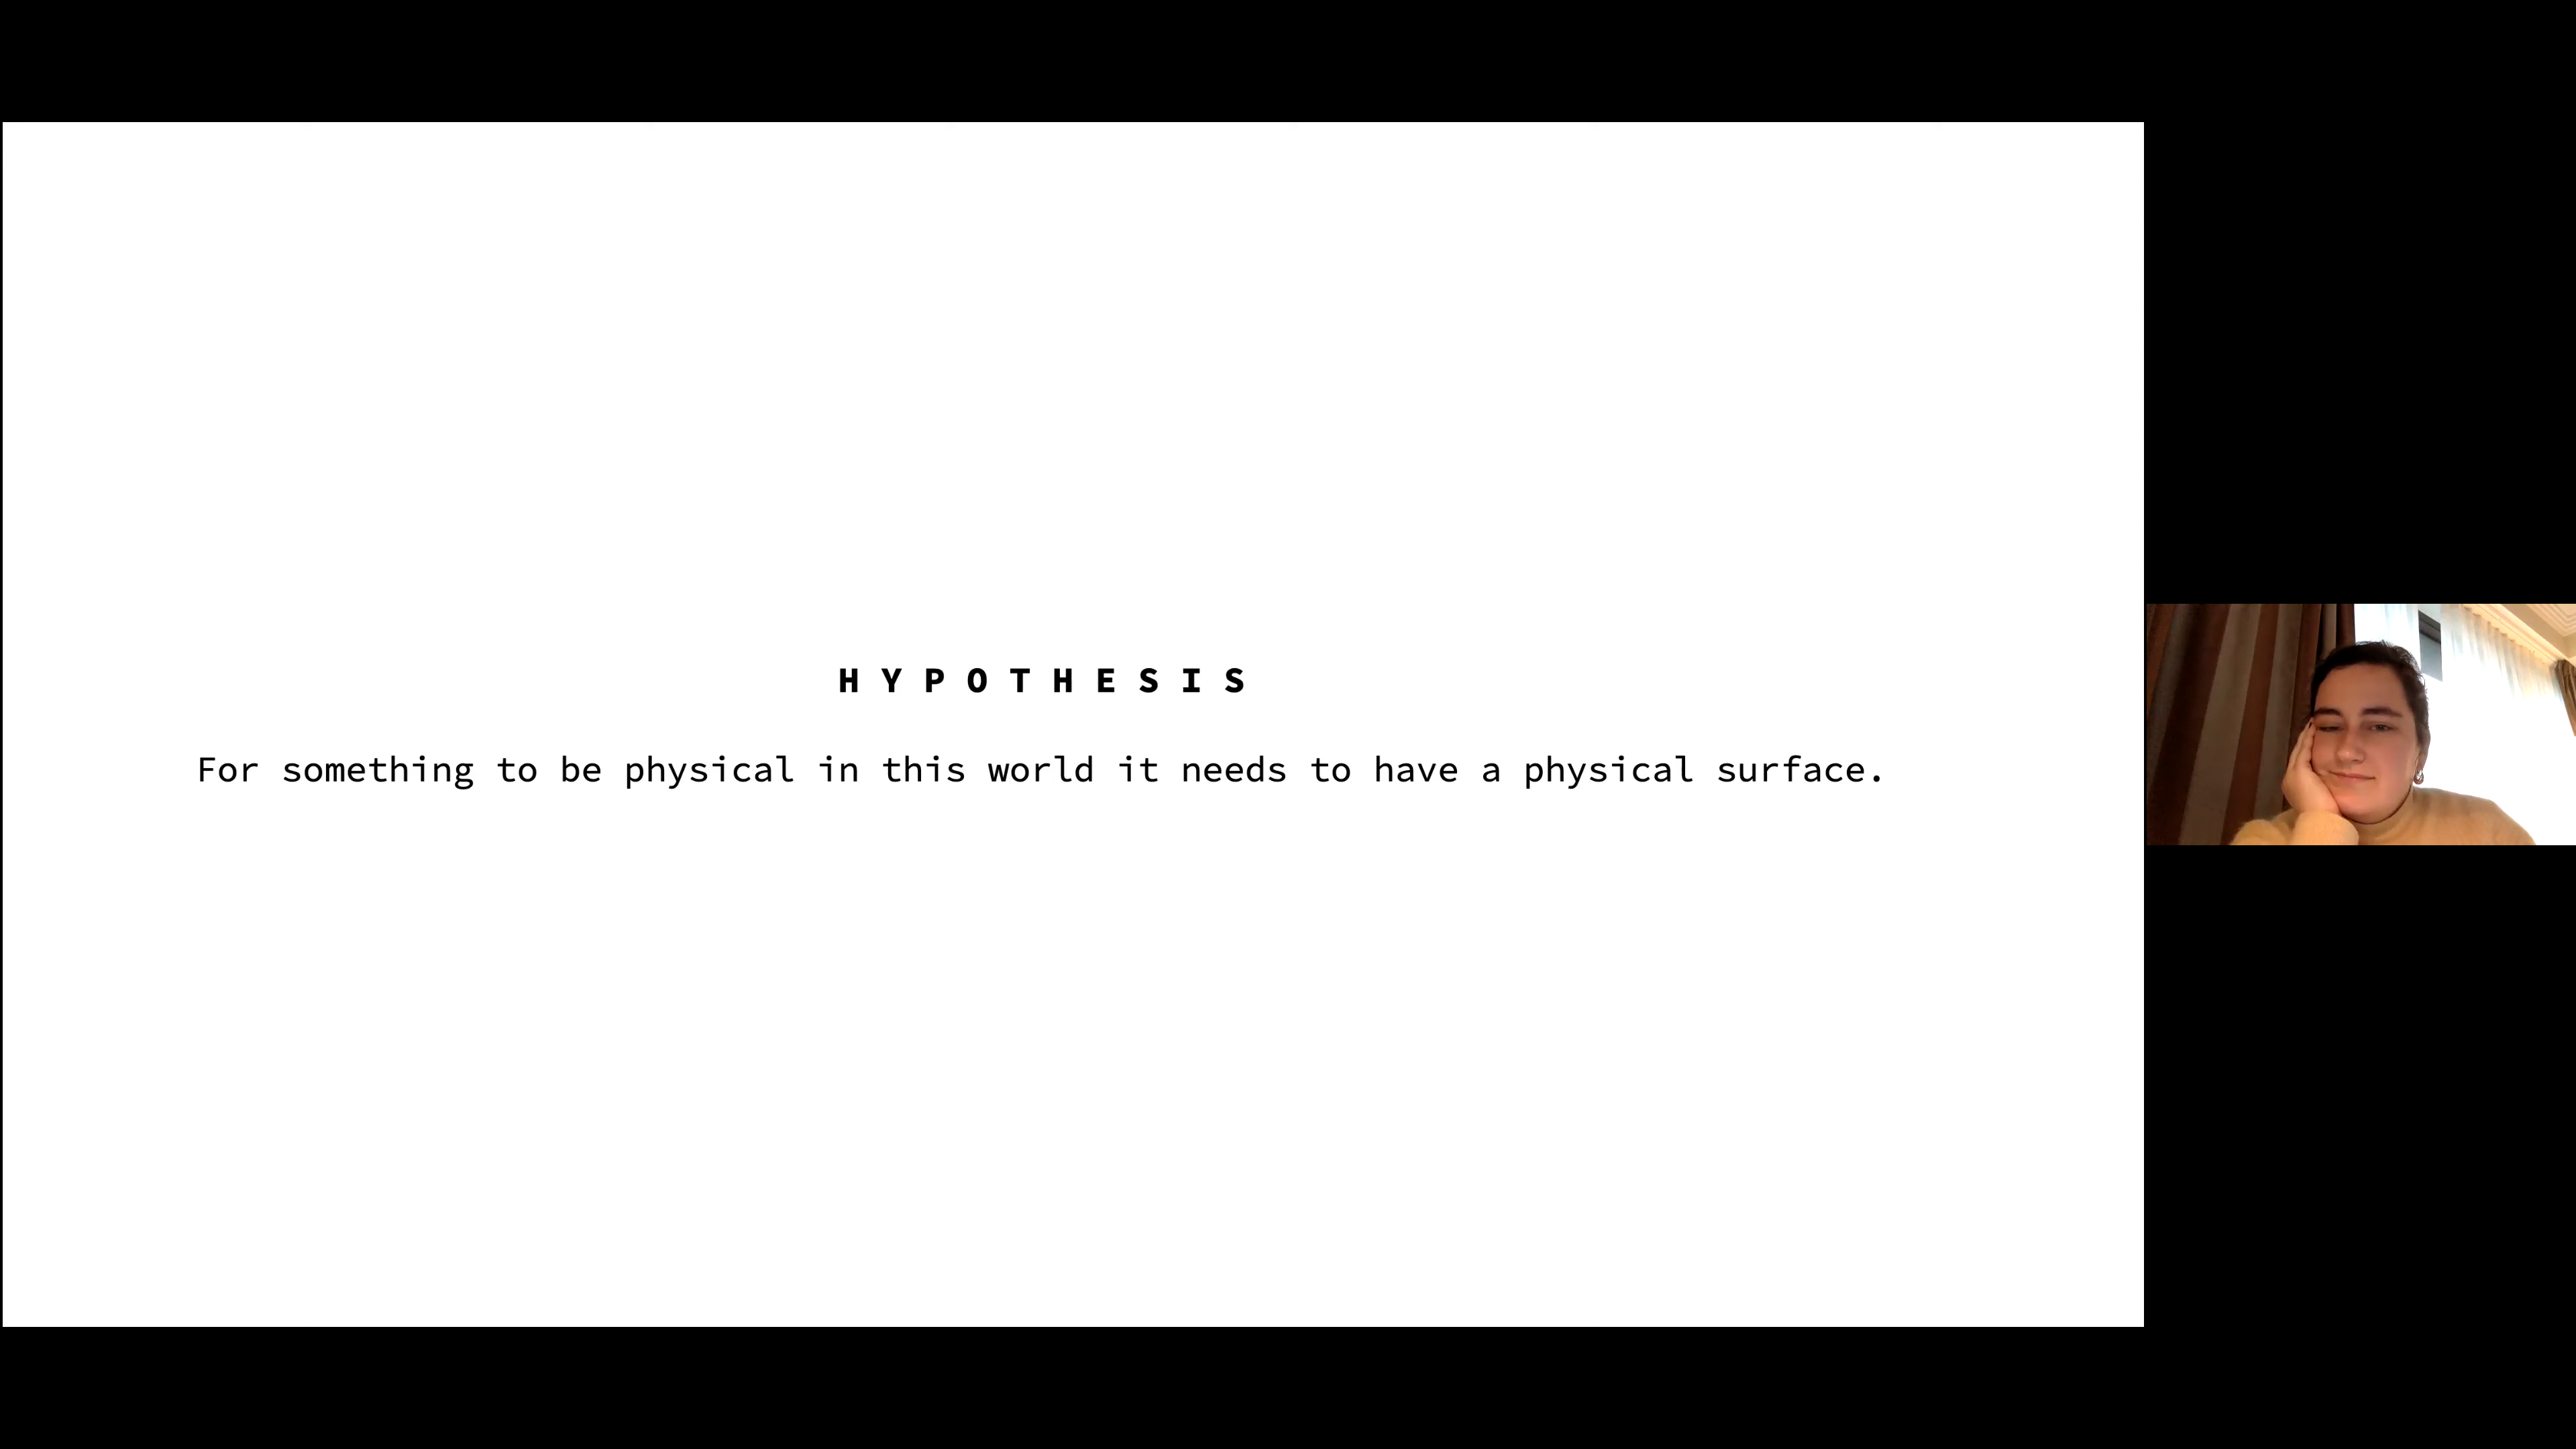 H Y P O T H E S I S
For something to be physical in this world it needs to have a physical surface.